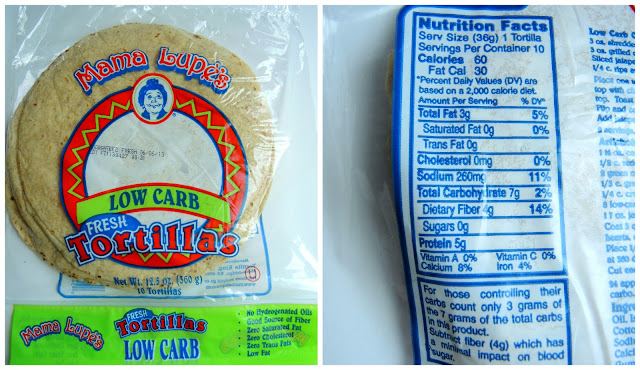 Mama Lupe's
LOW CARB
FRESH
Tortillas
Net Wt. 12.5 oz. (360 g)
10 Tortillas
Mama Lupe's
FRESH
Tortillas
LOW CARB
• No Hydrogenated Oils
• Good Source of Fiber
• Zero Saturated Fat
• Zero Cholesterol
• Zero Trans Fats
• Low Fat
Nutrition Facts
Serv Size (36g) 1 Tortilla
Servings Per Container 10
Calories 60
Fat Cal 30
*Percent Daily Values (DV) are
based on a 2,000 calorie diet.
Amount Per Serving % DV*
Total Fat 3g 5%
Saturated Fat 0g 0%
Trans Fat 0g
Cholesterol 0mg 0%
Sodium 260mg 11%
Total Carbohydrate 7g 2%
Dietary Fiber 4g 14%
Sugars 0g
Protein 5g
Vitamin A 0% Vitamin C 0%
Calcium 8% Iron 4%
For those controlling their
carbs count only 3 grams of
the 7 grams of the total carbs
in this product.
Subtract fiber (4g) which has
a minimal impact on blood
sugar.
Low Carb